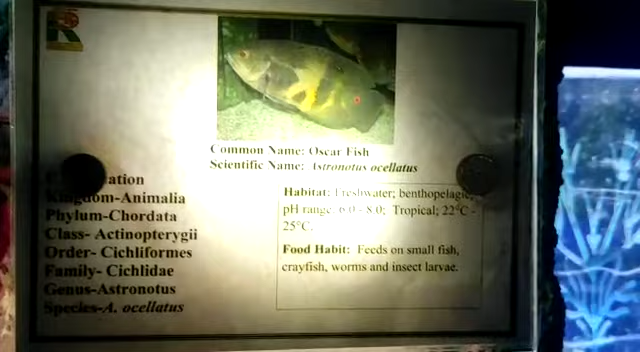 Common Name: Oscar Fish
Scientific Name: Astronotus ocellatus
Kingdom-Animalia
Phylum-Chordata
Class- Actinopterygii
Order- Cichliformes
Family- Cichlidae
Genus-Astronotus
Species-A. ocellatus
Habitat: Freshwater; benthopelagic;
pH range: 6.0 - 8.0; Tropical; 22°C -
25°C.
Food Habit: Feeds on small fish,
crayfish, worms and insect larvae.